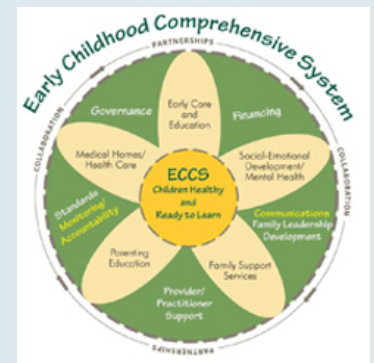 Early Childhood Comprehensive System
PARTNERSHIPS
COLLABORATION
COLLABORATION
PARTNERSHIPS
Governance
Early Care
and
Education
Financing
Medical Homes/
Health Care
Social-Emotional
Development/
Mental Health
ECCS
Children Healthy
and
Ready to Learn
Standards
Monitoring/
Accountability
Communications
Family Leadership
Development
Parenting
Education
Family Support
Services
Provider/
Practitioner
Support